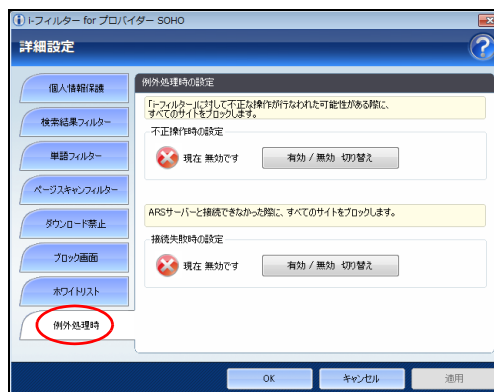 i-フィルター for プロバイダー SOHO
詳細設定
?
個人情報保護
検索結果フィルター
単語フィルター
ページスキャンフィルター
ダウンロード禁止
ブロック画面
ホワイトリスト
例外処理時
例外処理時の設定
「i-フィルター」に対して不正な操作が行なわれた可能性がある際に、
すべてのサイトをブロックします。
不正操作時の設定
現在 無効です
有効 / 無効 切り替え
ARSサーバーと接続できなかった際に、すべてのサイトをブロックします。
接続失敗時の設定
現在 無効です
有効 / 無効 切り替え
OK
キャンセル
適用